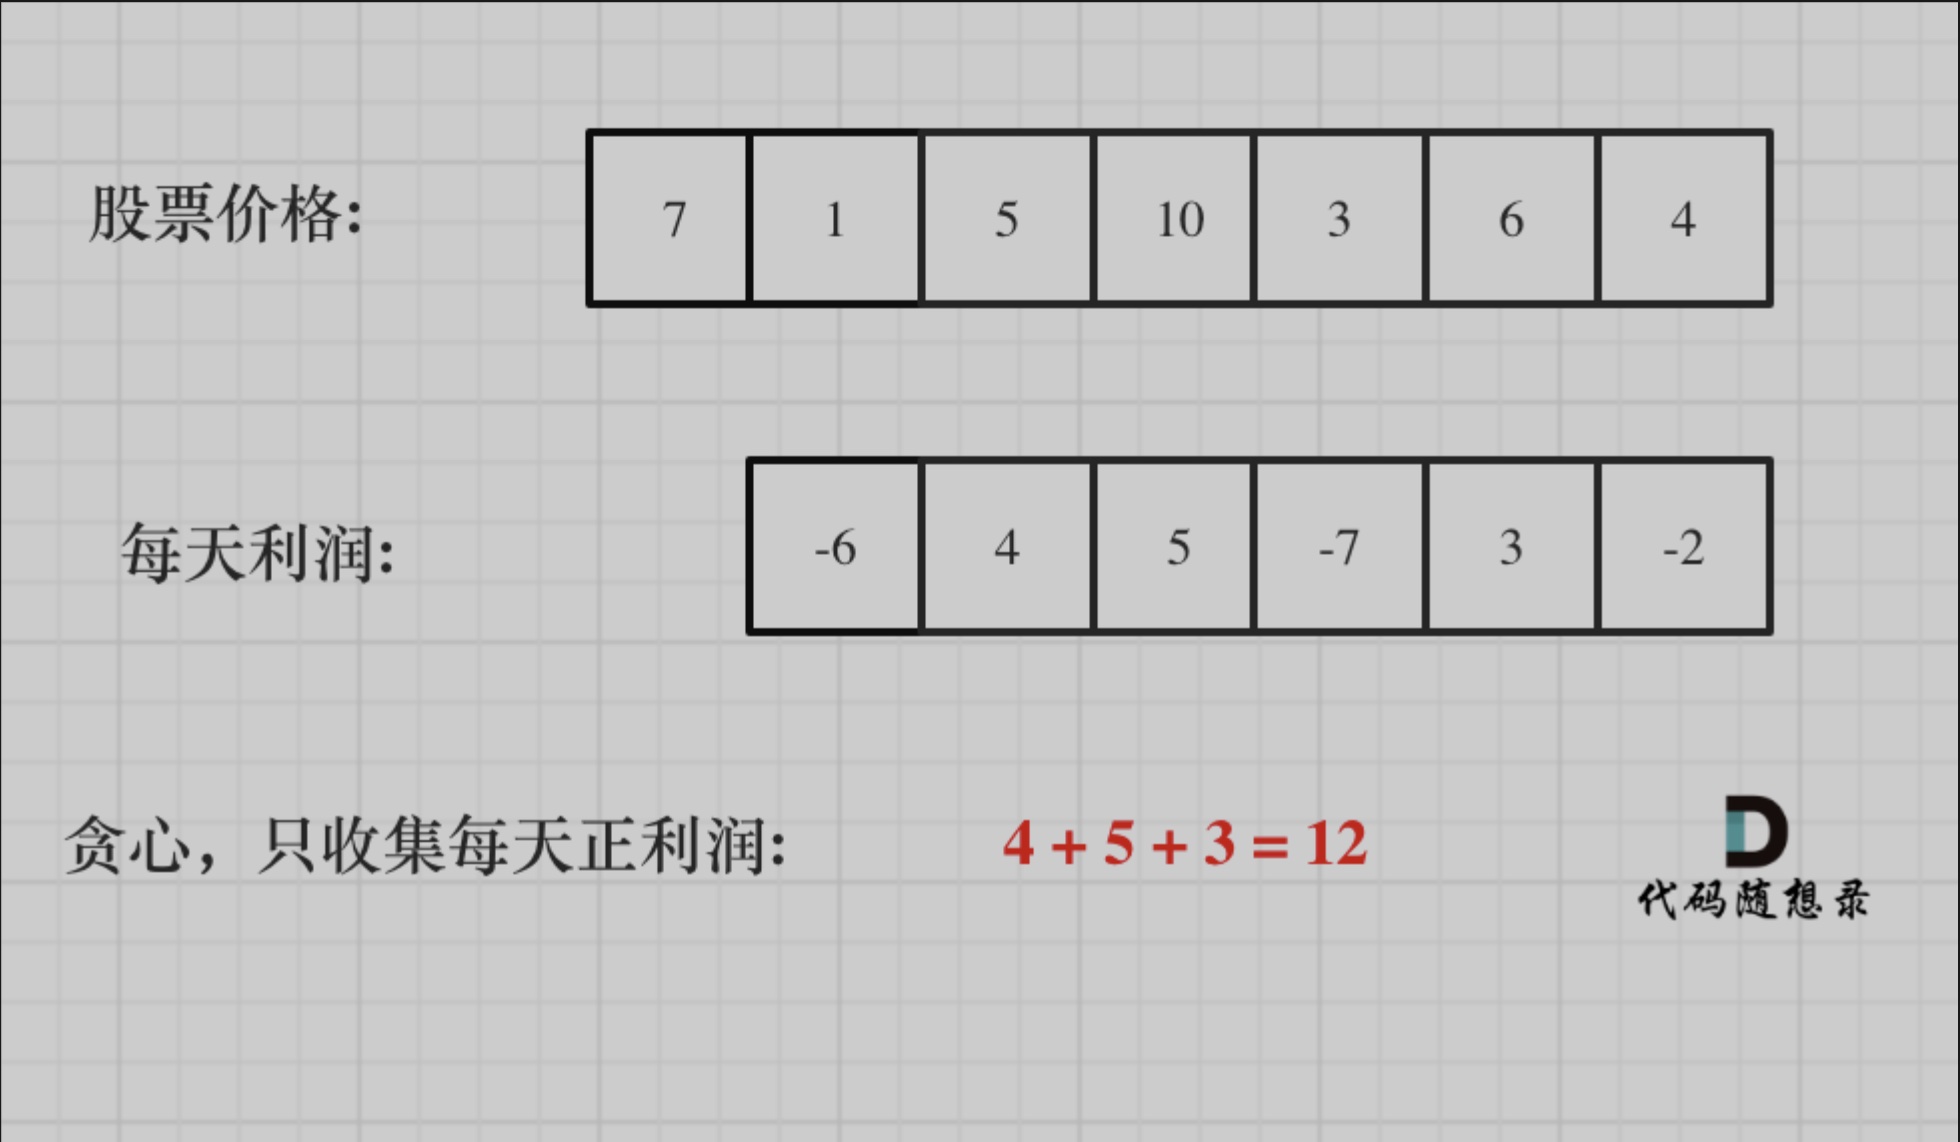 股票价格: 7 1 5 10 3 6 4
每天利润: -6 4 5 -7 3 -2
贪心，只收集每天正利润: 4 + 5 + 3 = 12
代码随想录